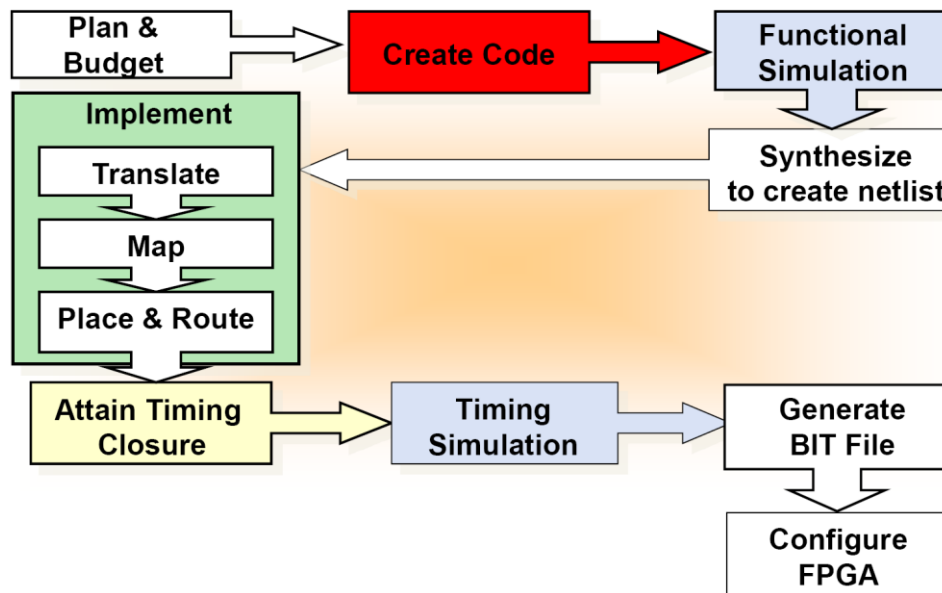 Plan &
Budget
Create Code
Functional
Simulation
Implement
Translate
Map
Place & Route
Synthesize
to create netlist
Attain Timing
Closure
Timing
Simulation
Generate
BIT File
Configure
FPGA